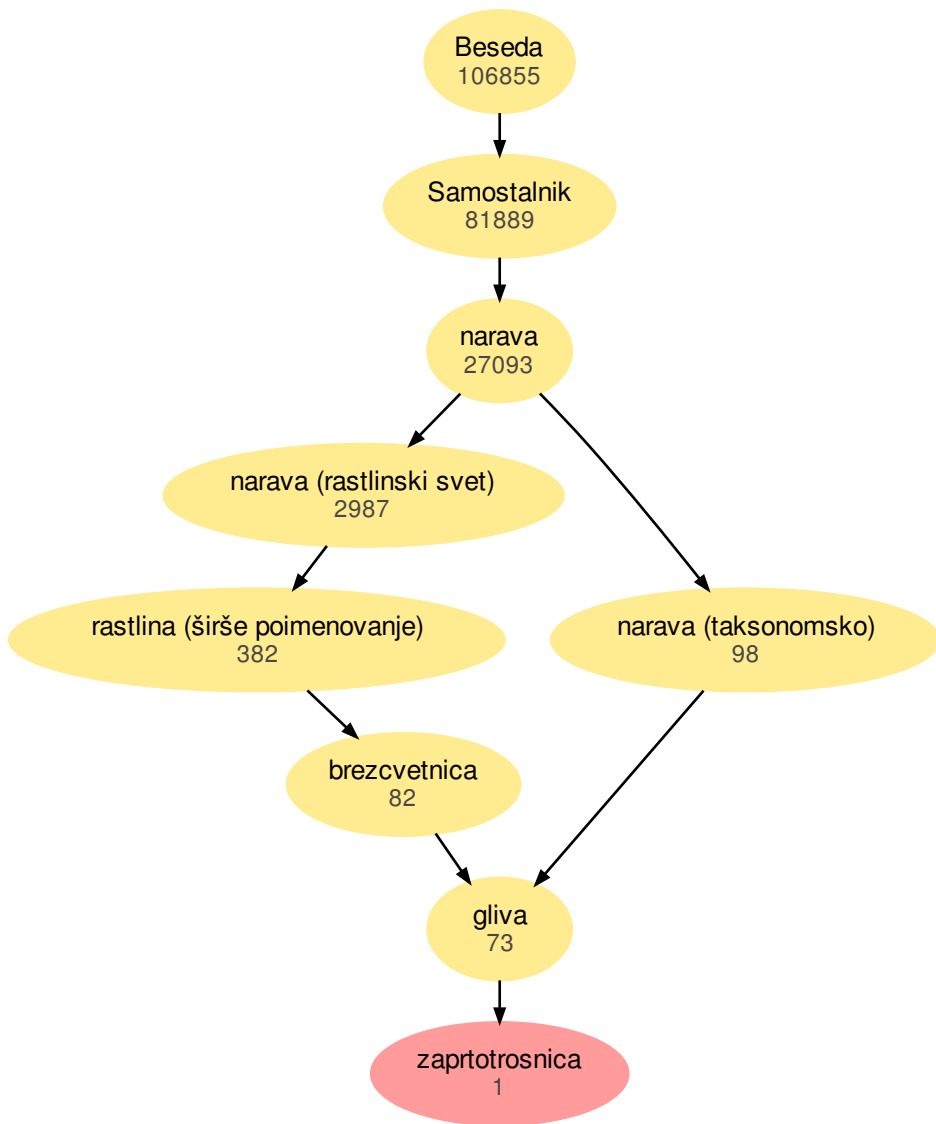 Beseda
106855
Samostalnik
81889
narava
27093
narava (rastlinski svet)
2987
rastlina (širše poimenovanje)
382
narava (taksonomsko)
98
brezcvetnica
82
gliva
73
zaprtotrosnica
1